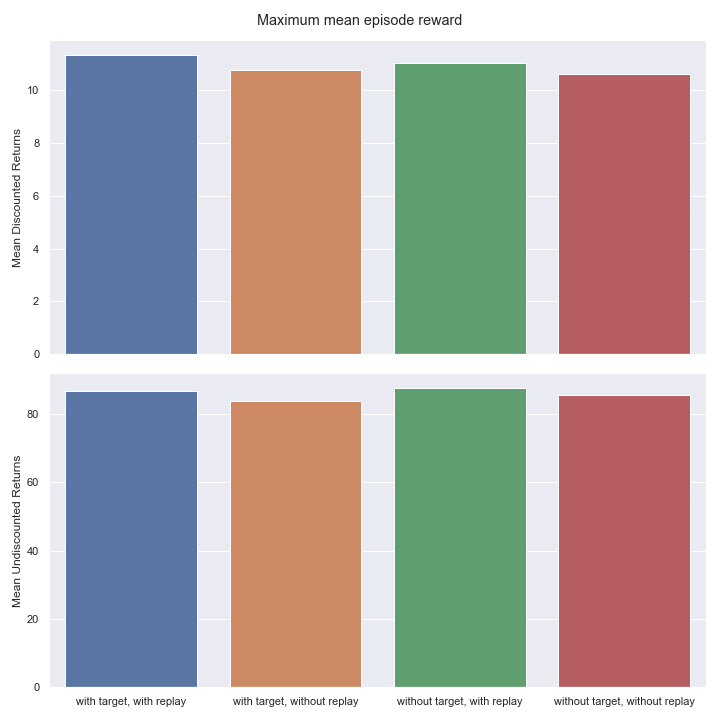 Maximum mean episode reward
Mean Discounted Returns
10
8
6
4
2
0
Mean Undiscounted Returns
80
60
40
20
0
with target, with replay
with target, without replay
without target, with replay
without target, without replay